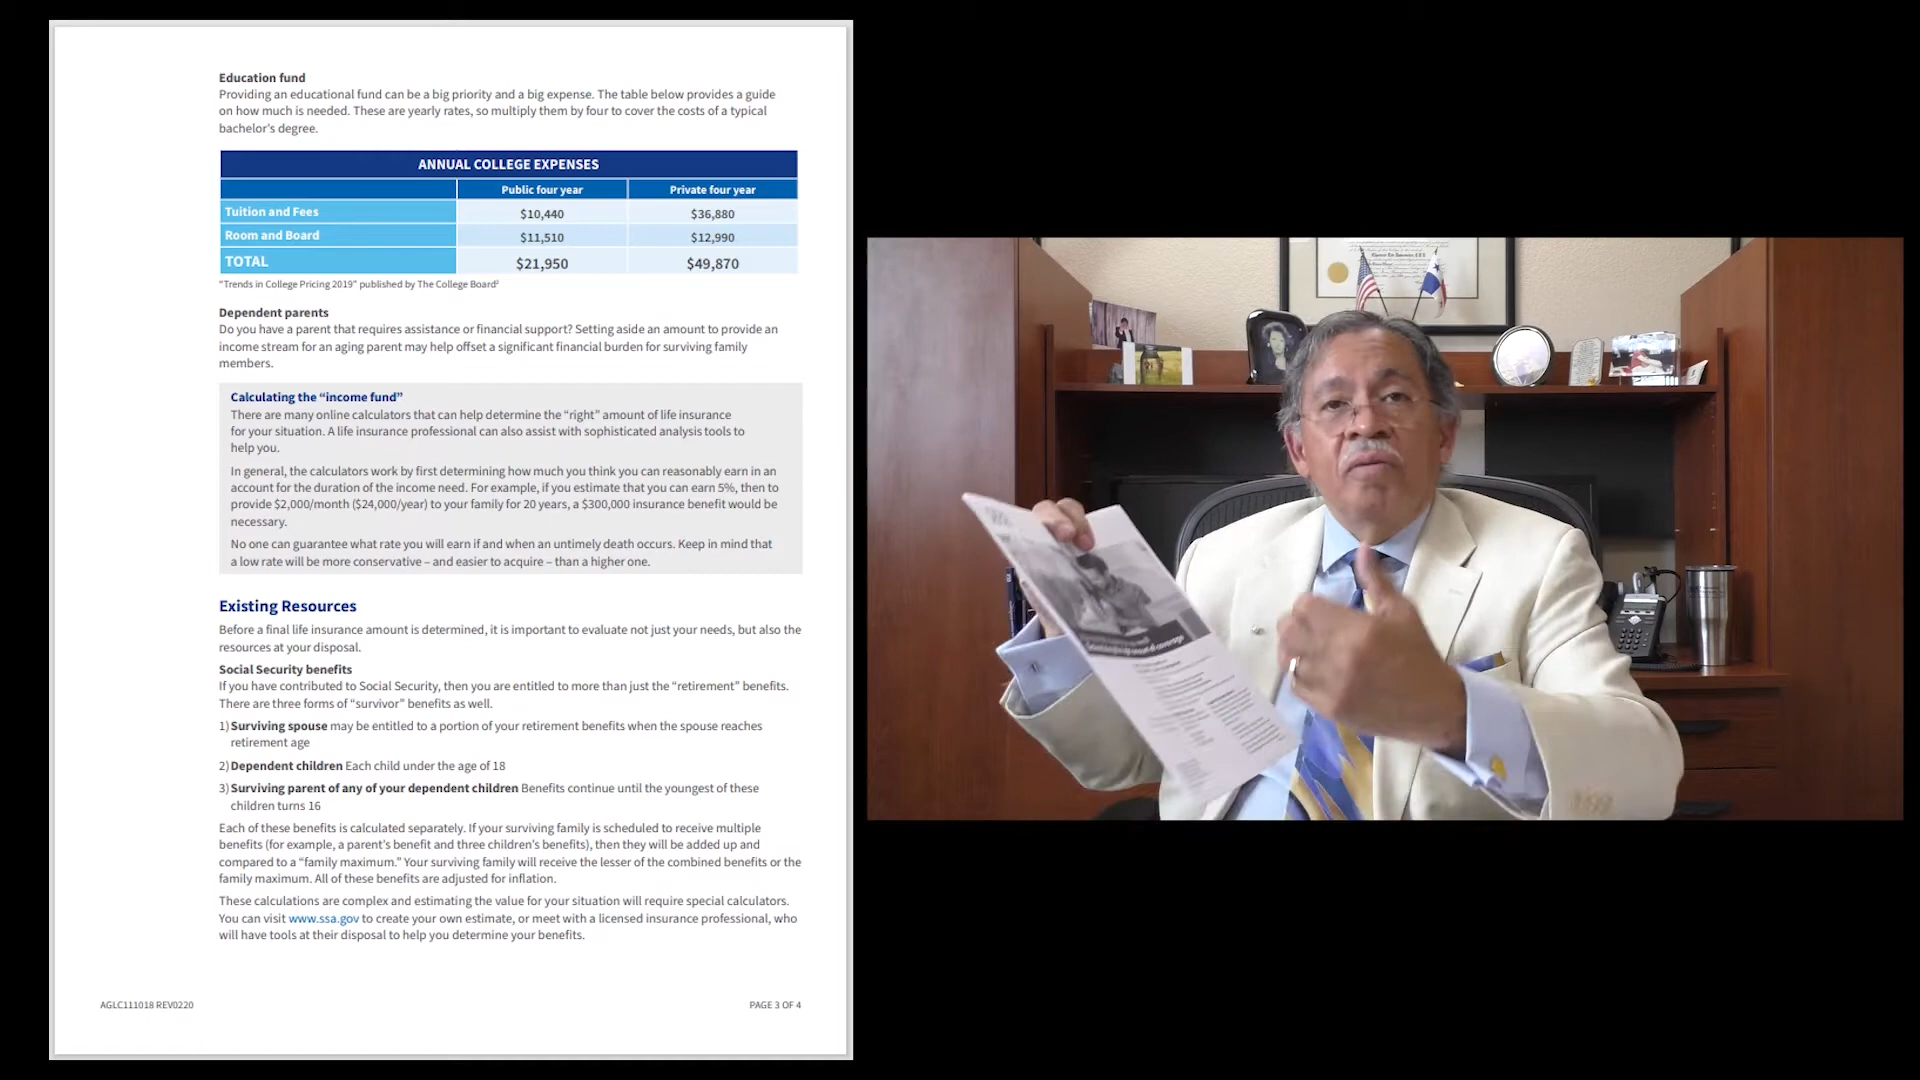 Education fund
Providing an educational fund can be a big priority and a big expense. The table below provides a guide
on how much is needed. These are yearly rates, so multiply them by four to cover the costs of a typical
bachelor's degree.
ANNUAL COLLEGE EXPENSES
Public four year Private four year
Tuition and Fees $10,440 $36,880
Room and Board $11,510 $12,990
TOTAL $21,950 $49,870
"Trends in College Pricing 2019" published by The College Board²
Dependent parents
Do you have a parent that requires assistance or financial support? Setting aside an amount to provide an
income stream for an aging parent may help offset a significant financial burden for surviving family
members.
Calculating the “income fund”
There are many online calculators that can help determine the “right” amount of life insurance
for your situation. A life insurance professional can also assist with sophisticated analysis tools to
help you.
In general, the calculators work by first determining how much you think you can reasonably earn in an
account for the duration of the income need. For example, if you estimate that you can earn 5%, then to
provide $2,000/month ($24,000/year) to your family for 20 years, a $300,000 insurance benefit would be
necessary.
No one can guarantee what rate you will earn if and when an untimely death occurs. Keep in mind that
a low rate will be more conservative – and easier to acquire – than a higher one.
Existing Resources
Before a final life insurance amount is determined, it is important to evaluate not just your needs, but also the
resources at your disposal.
Social Security benefits
If you have contributed to Social Security, then you are entitled to more than just the “retirement” benefits.
There are three forms of “survivor” benefits as well.
1) Surviving spouse may be entitled to a portion of your retirement benefits when the spouse reaches
retirement age
2) Dependent children Each child under the age of 18
3) Surviving parent of any of your dependent children Benefits continue until the youngest of these
children turns 16
Each of these benefits is calculated separately. If your surviving family is scheduled to receive multiple
benefits (for example, a parent's benefit and three children's benefits), then they will be added up and
compared to a “family maximum.” Your surviving family will receive the lesser of the combined benefits or the
family maximum. All of these benefits are adjusted for inflation.
These calculations are complex and estimating the value for your situation will require special calculators.
You can visit www.ssa.gov to create your own estimate, or meet with a licensed insurance professional, who
will have tools at their disposal to help you determine your benefits.
AGLC111018 REV0220 PAGE 3 OF 4